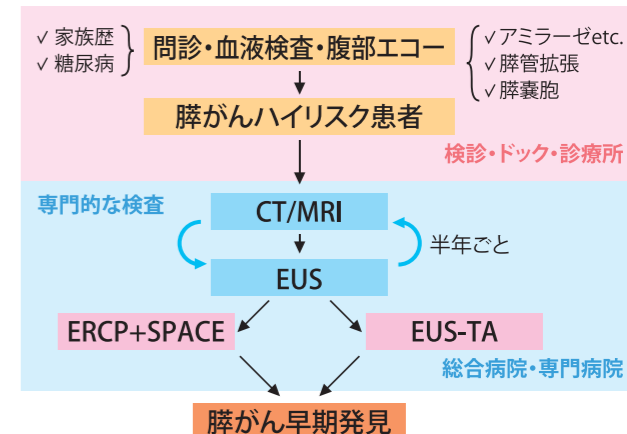 ✓ 家族歴
✓ 糖尿病
問診・血液検査・腹部エコー
✓アミラーゼetc.
✓膵管拡張
✓膵嚢胞
膵がんハイリスク患者
検診・ドック・診療所
専門的な検査
CT/MRI
半年ごと
EUS
ERCP+SPACE
EUS-TA
総合病院・専門病院
膵がん早期発見